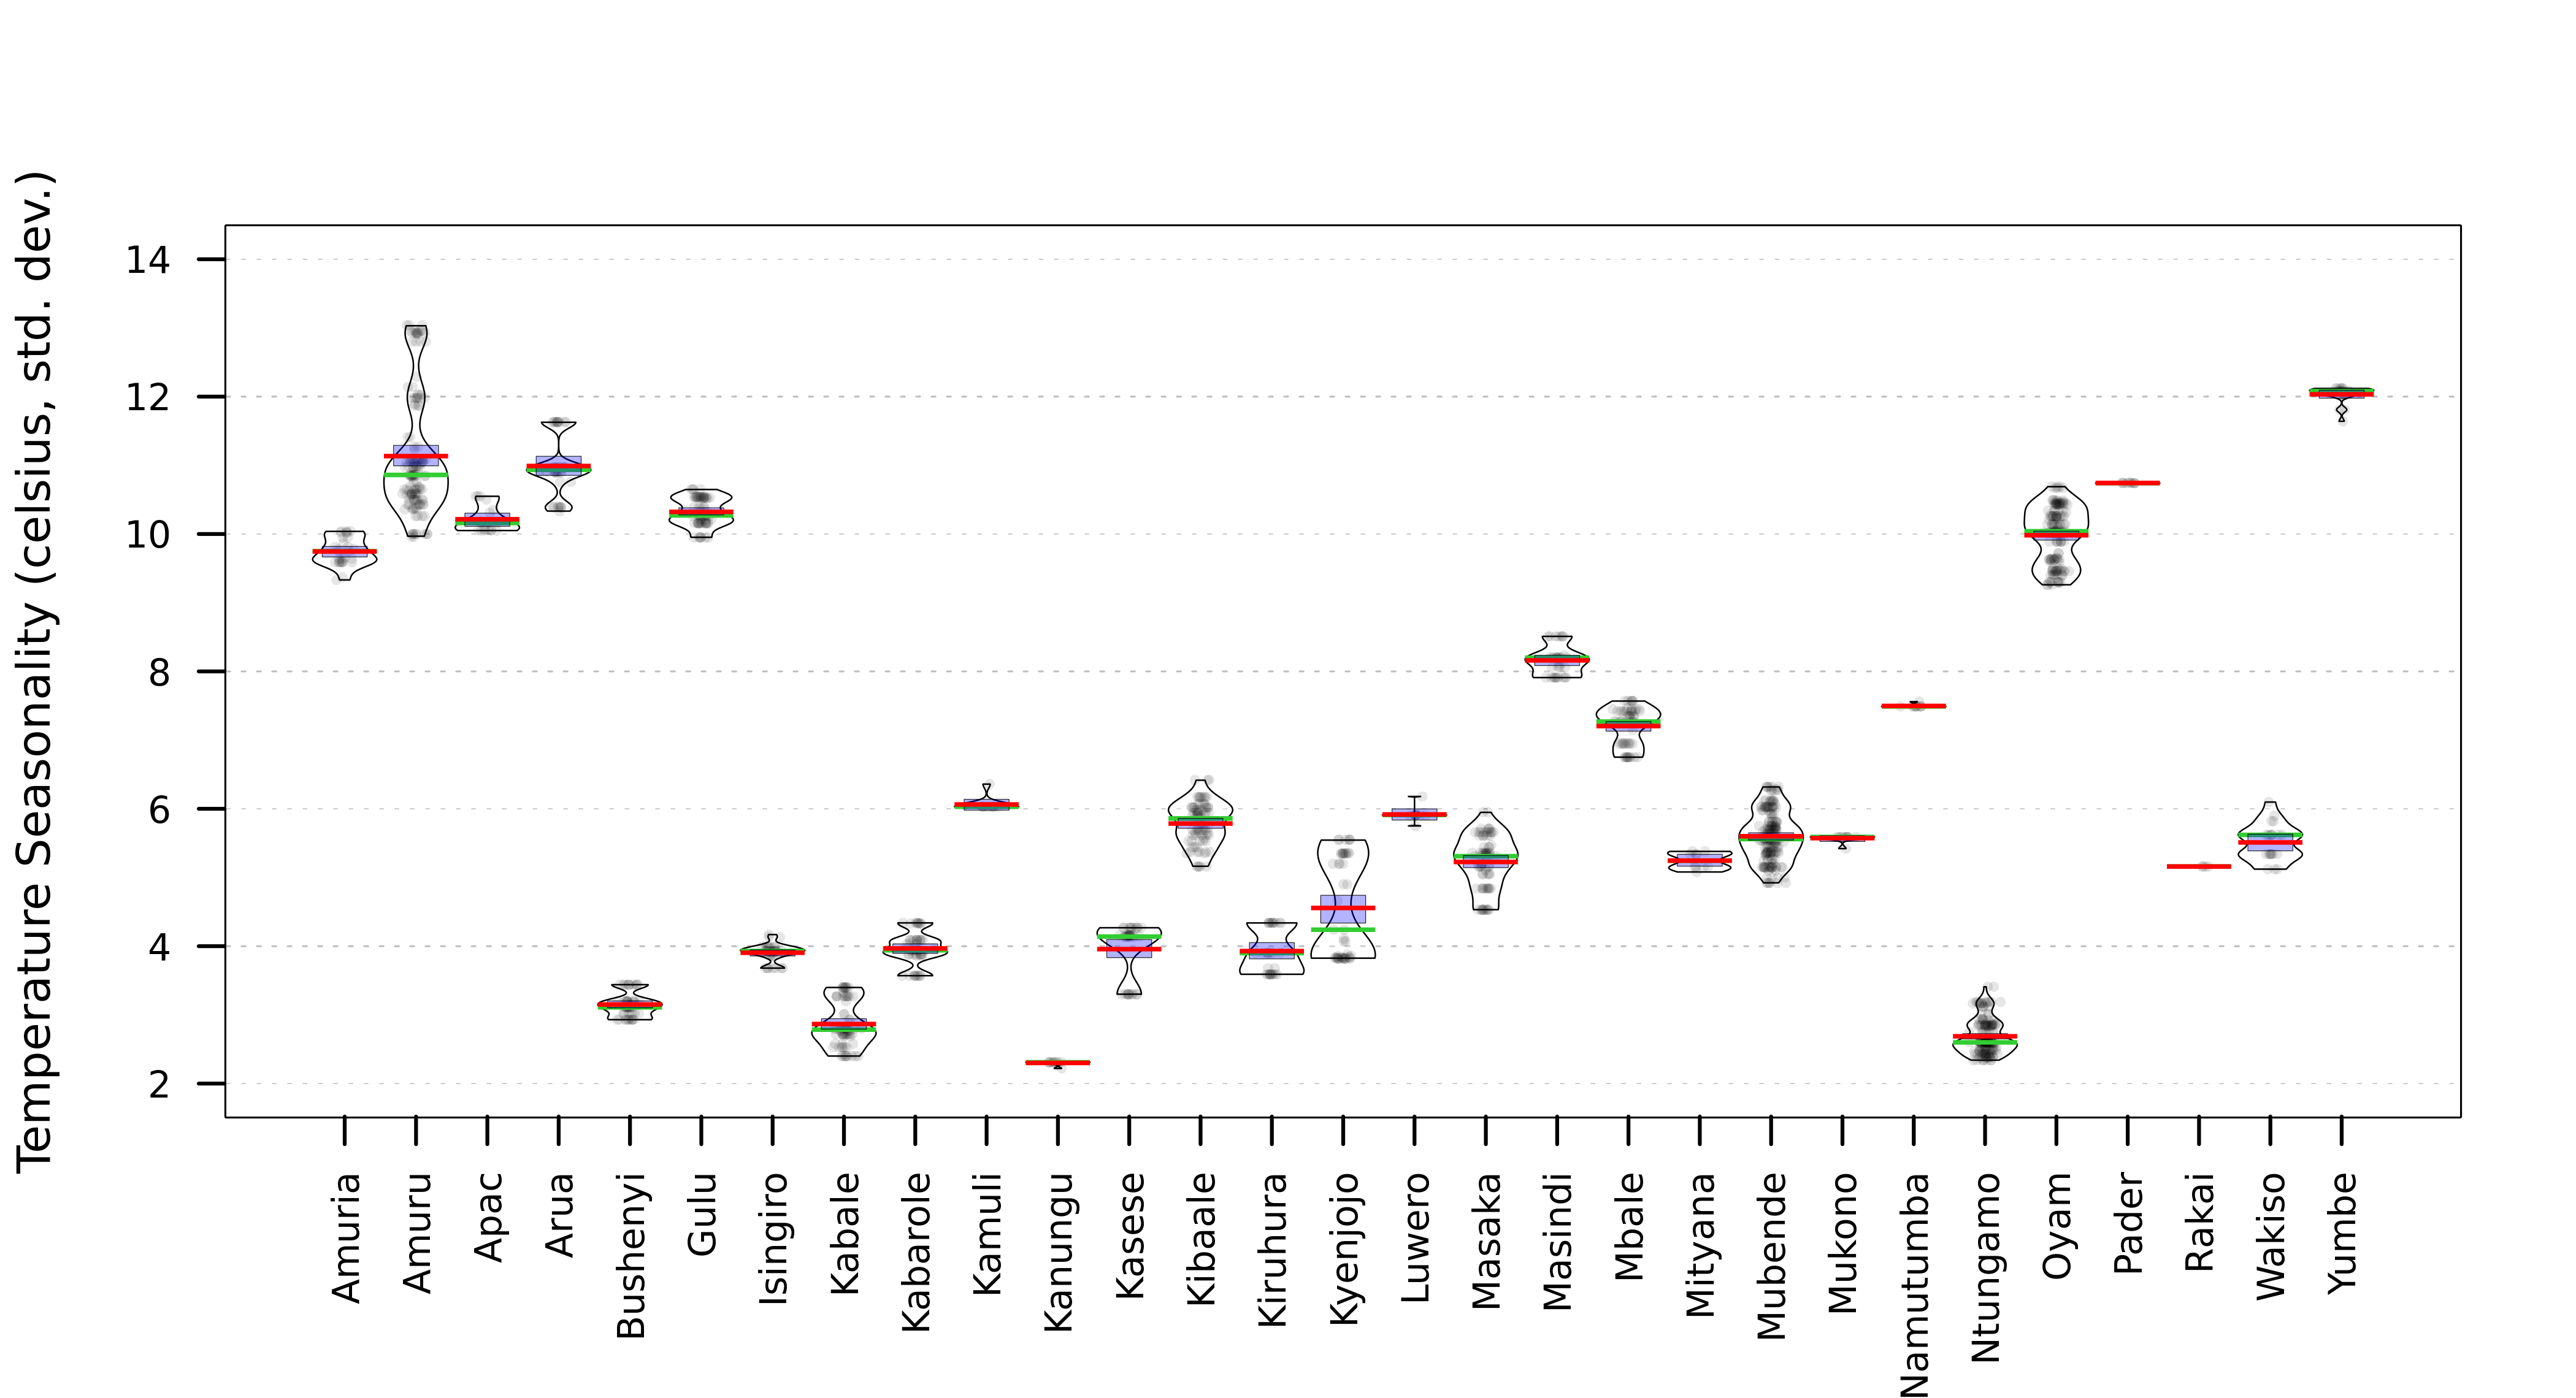 Temperature Seasonality (celsius, std. dev.)
14
12
10
8
6
4
2
Amuria
Amuru
Apac
Arua
Bushenyi
Gulu
Isingiro
Kabale
Kabarole
Kamuli
Kanungu
Kasese
Kibaale
Kiruhura
Kyenjojo
Luwero
Masaka
Masindi
Mbale
Mityana
Mubende
Mukono
Namutumba
Ntungamo
Oyam
Pader
Rakai
Wakiso
Yumbe